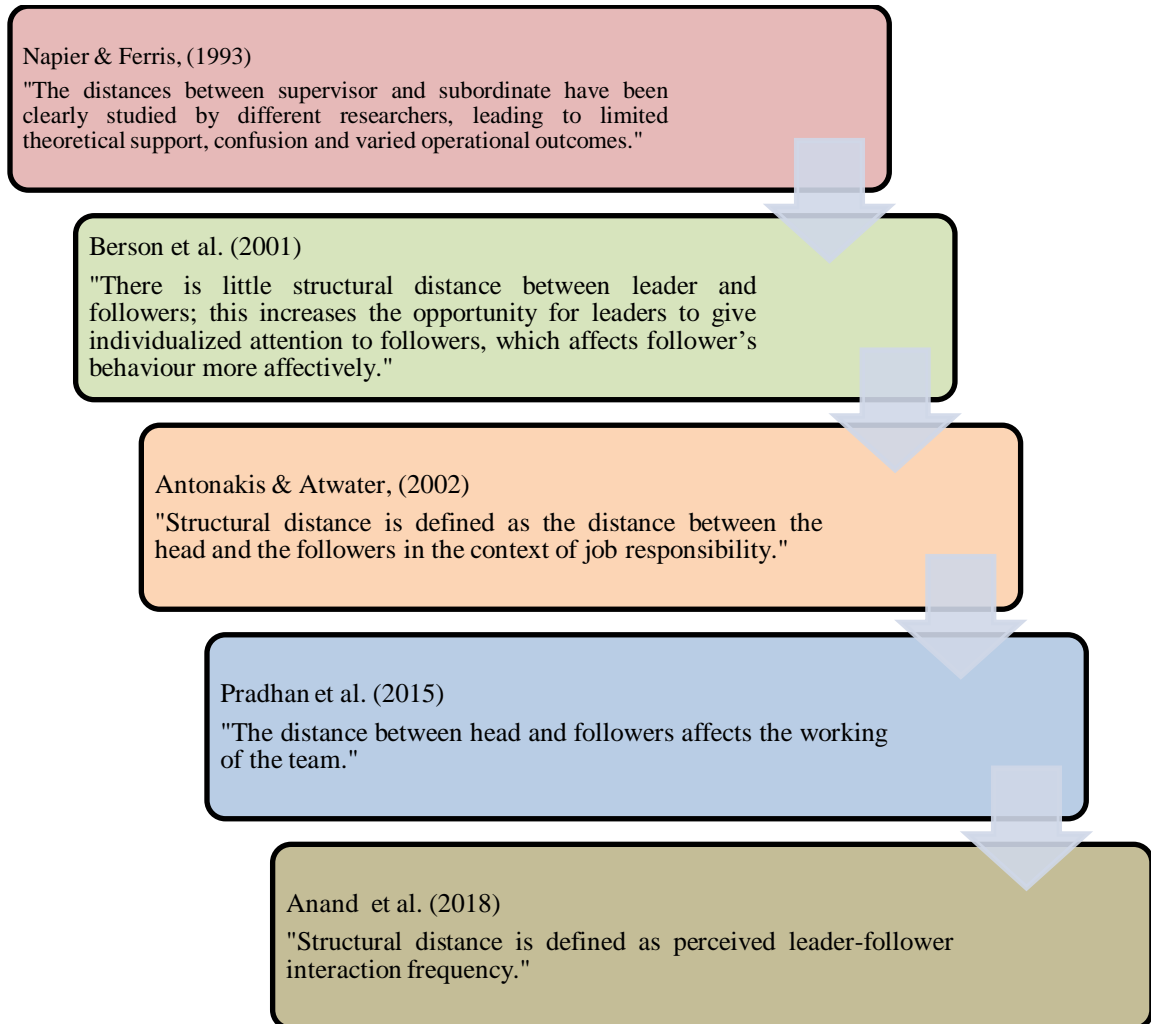 Napier & Ferris, (1993)
"The distances between supervisor and subordinate have been
clearly studied by different researchers, leading to limited
theoretical support, confusion and varied operational outcomes."
Berson et al. (2001)
"There is little structural distance between leader and
followers; this increases the opportunity for leaders to give
individualized attention to followers, which affects follower’s
behaviour more affectively."
Antonakis & Atwater, (2002)
"Structural distance is defined as the distance between the
head and the followers in the context of job responsibility."
Pradhan et al. (2015)
"The distance between head and followers affects the working
of the team."
Anand et al. (2018)
"Structural distance is defined as perceived leader-follower
interaction frequency."